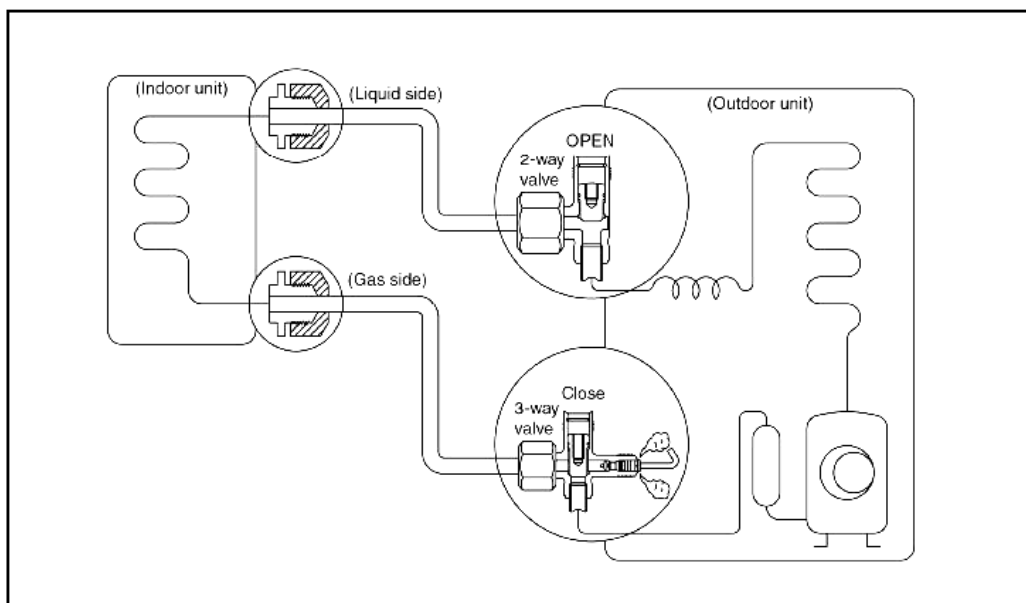 (Indoor unit)
(Liquid side)
(Outdoor unit)
OPEN
2-way
valve
(Gas side)
Close
3-way
valve